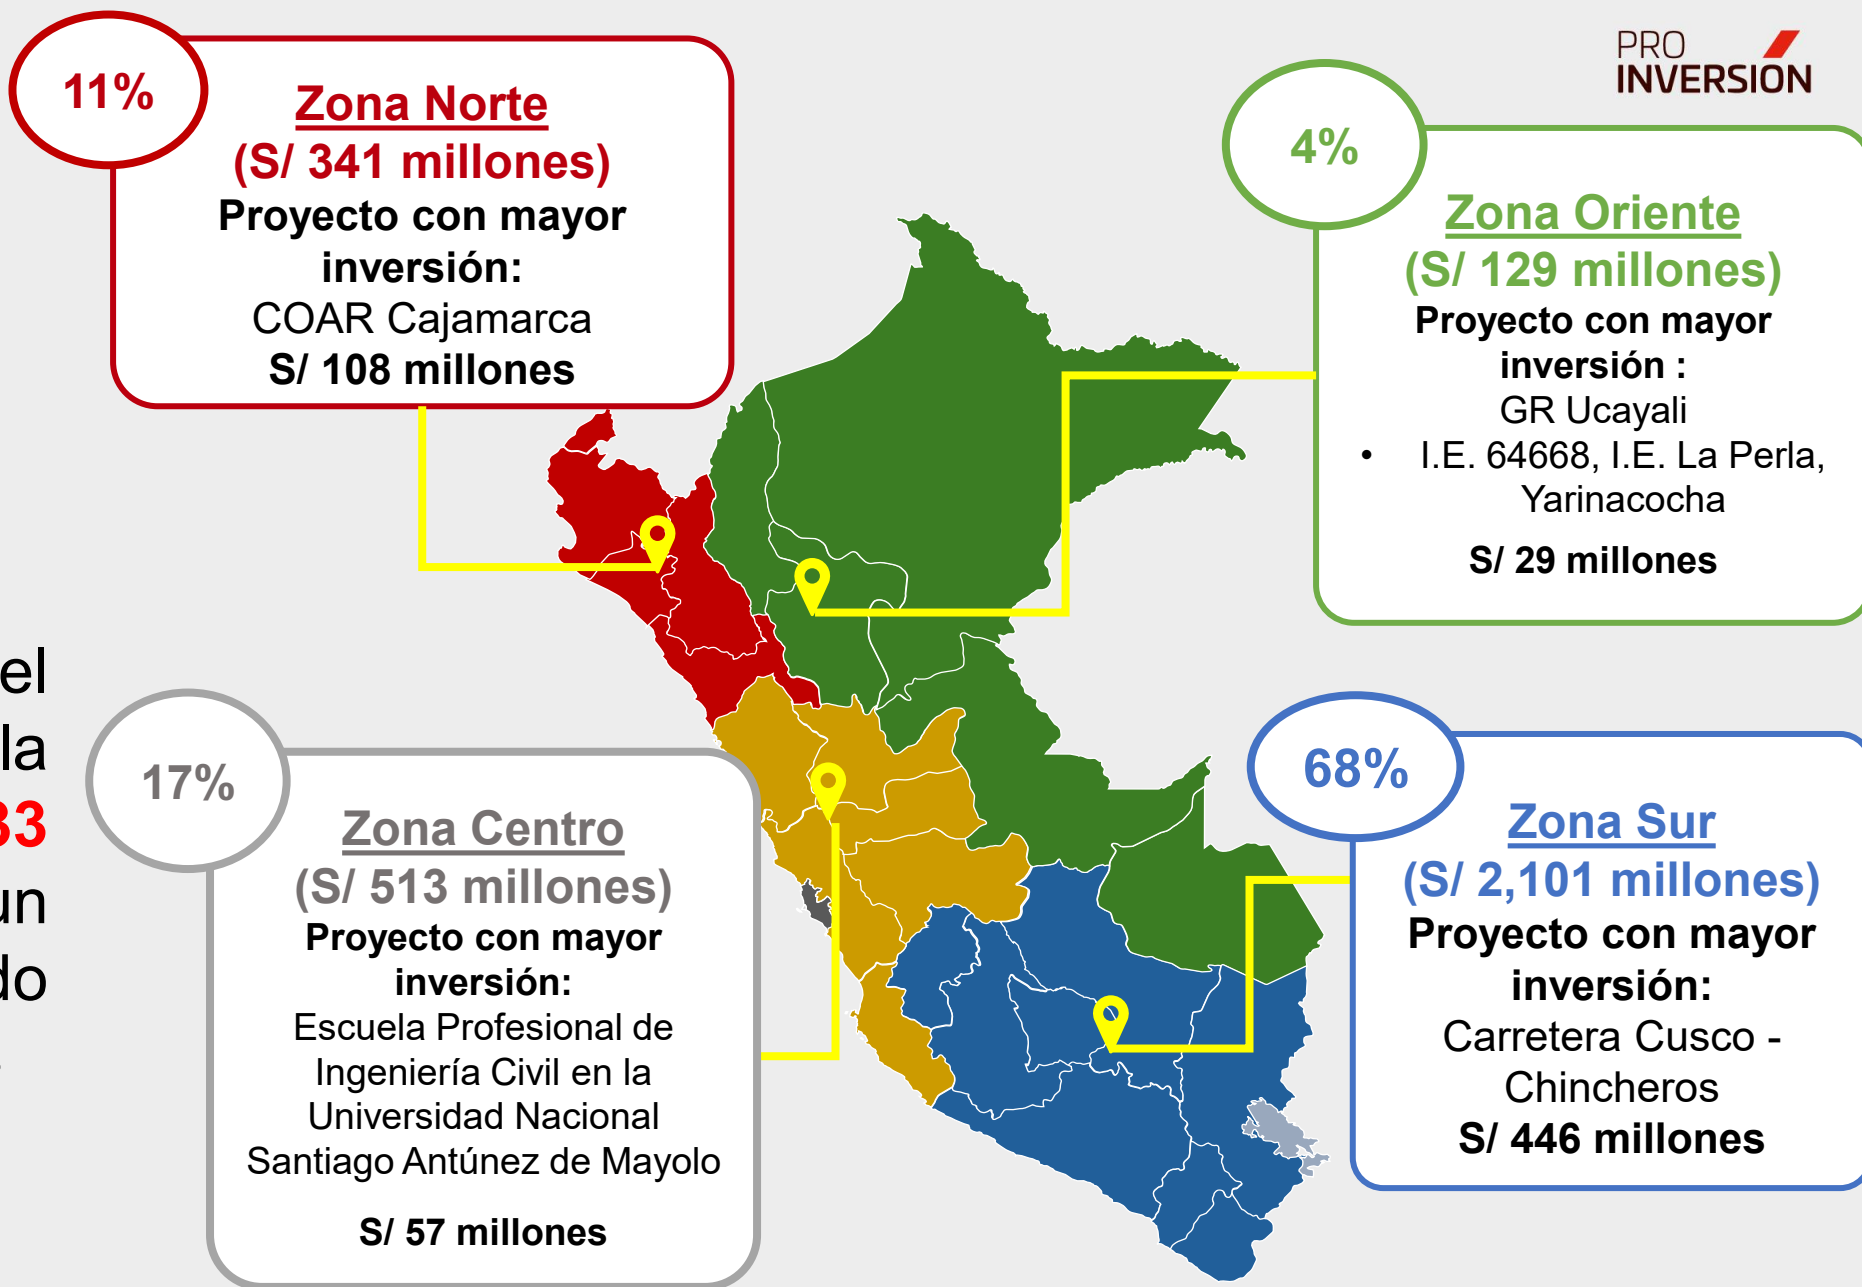 PRO
INVERSION
11%
Zona Norte
(S/ 341 millones)
Proyecto con mayor
inversión:
COAR Cajamarca
S/ 108 millones
4%
Zona Oriente
(S/ 129 millones)
Proyecto con mayor
inversión :
GR Ucayali
• I.E. 64668, I.E. La Perla,
Yarinacocha
S/ 29 millones
el
la
33
un
do
17%
Zona Centro
(S/ 513 millones)
Proyecto con mayor
inversión:
Escuela Profesional de
Ingeniería Civil en la
Universidad Nacional
Santiago Antúnez de Mayolo
S/ 57 millones
68%
Zona Sur
(S/ 2,101 millones)
Proyecto con mayor
inversión:
Carretera Cusco -
Chincheros
S/ 446 millones